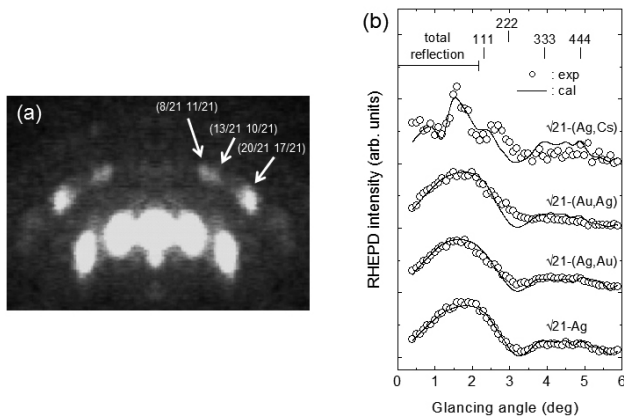 (a)
(8/21 11/21)
(13/21 10/21)
(20/21 17/21)
(b)
222
total
111
333
444
reflection
: exp
: cal
√21-(Ag,Cs)
√21-(Au,Ag)
√21-(Ag,Au)
√21-Ag
RHEPD intensity (arb. units)
0 1 2 3 4 5 6
Glancing angle (deg)